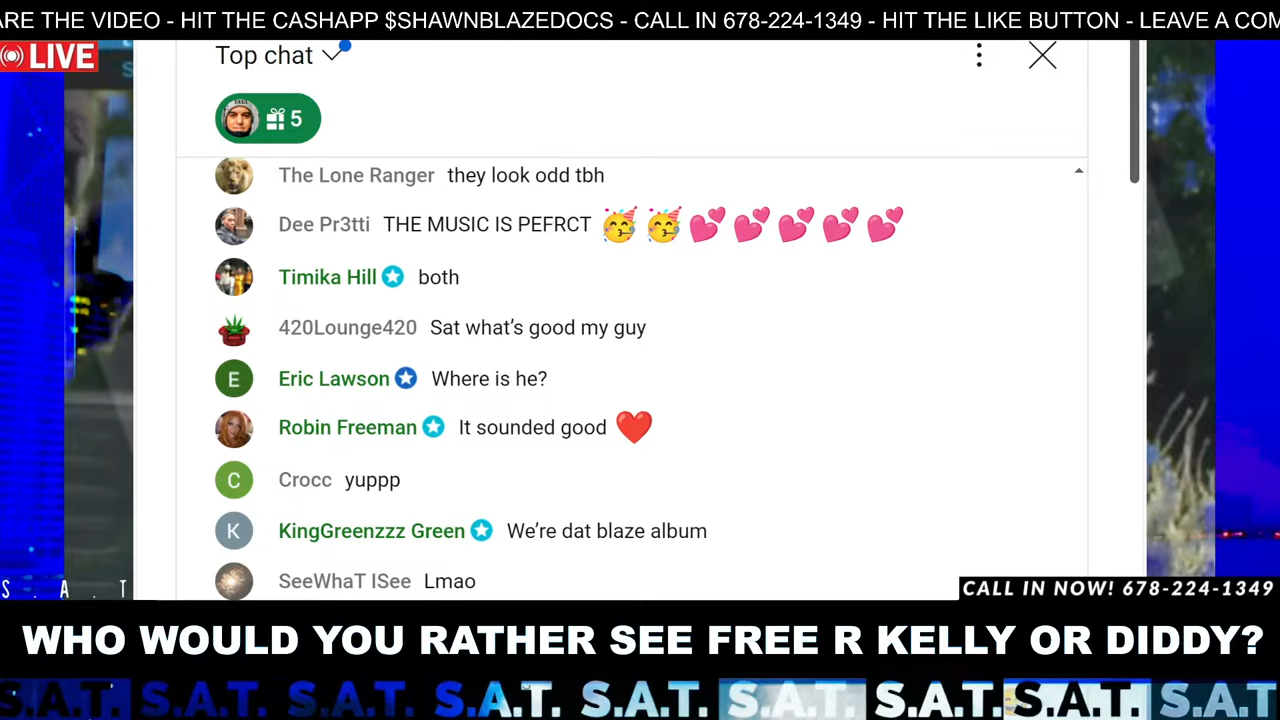 ARE THE VIDEO - HIT THE CASHAPP $SHAWNBLAZEDOCS - CALL IN 678-224-1349 - HIT THE LIKE BUTTON - LEAVE A COM
LIVE
Top chat
5
The Lone Ranger they look odd tbh
Dee Pr3tti THE MUSIC IS PEFRCT 🥳🥳💕💕💕💕💕
Timika Hill both
420Lounge420 Sat what's good my guy
E Eric Lawson Where is he?
Robin Freeman It sounded good ❤️
C Crocc yuppp
K KingGreenzzz Green We're dat blaze album
SeeWhaT ISee Lmao
S . A . T
CALL IN NOW! 678-224-1349
WHO WOULD YOU RATHER SEE FREE R KELLY OR DIDDY?
S.A.T. S.A.T. S.A.T. S.A.T. S.A.T. S.A.T. S.A.T. S.A.T. S.A.T